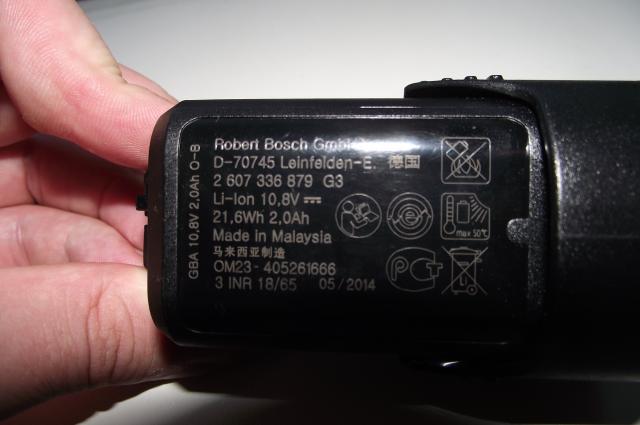 Robert Bosch GmbH
D-70745 Leinfelden-E. 德国
2 607 336 879 G3
Li-Ion 10,8V ⎓
21,6Wh 2,0Ah
Made in Malaysia
马来西亚制造
OM23-405261666
3 INR 18/65 05/2014
GBA 10,8V 2,0Ah O-B
max 50°C